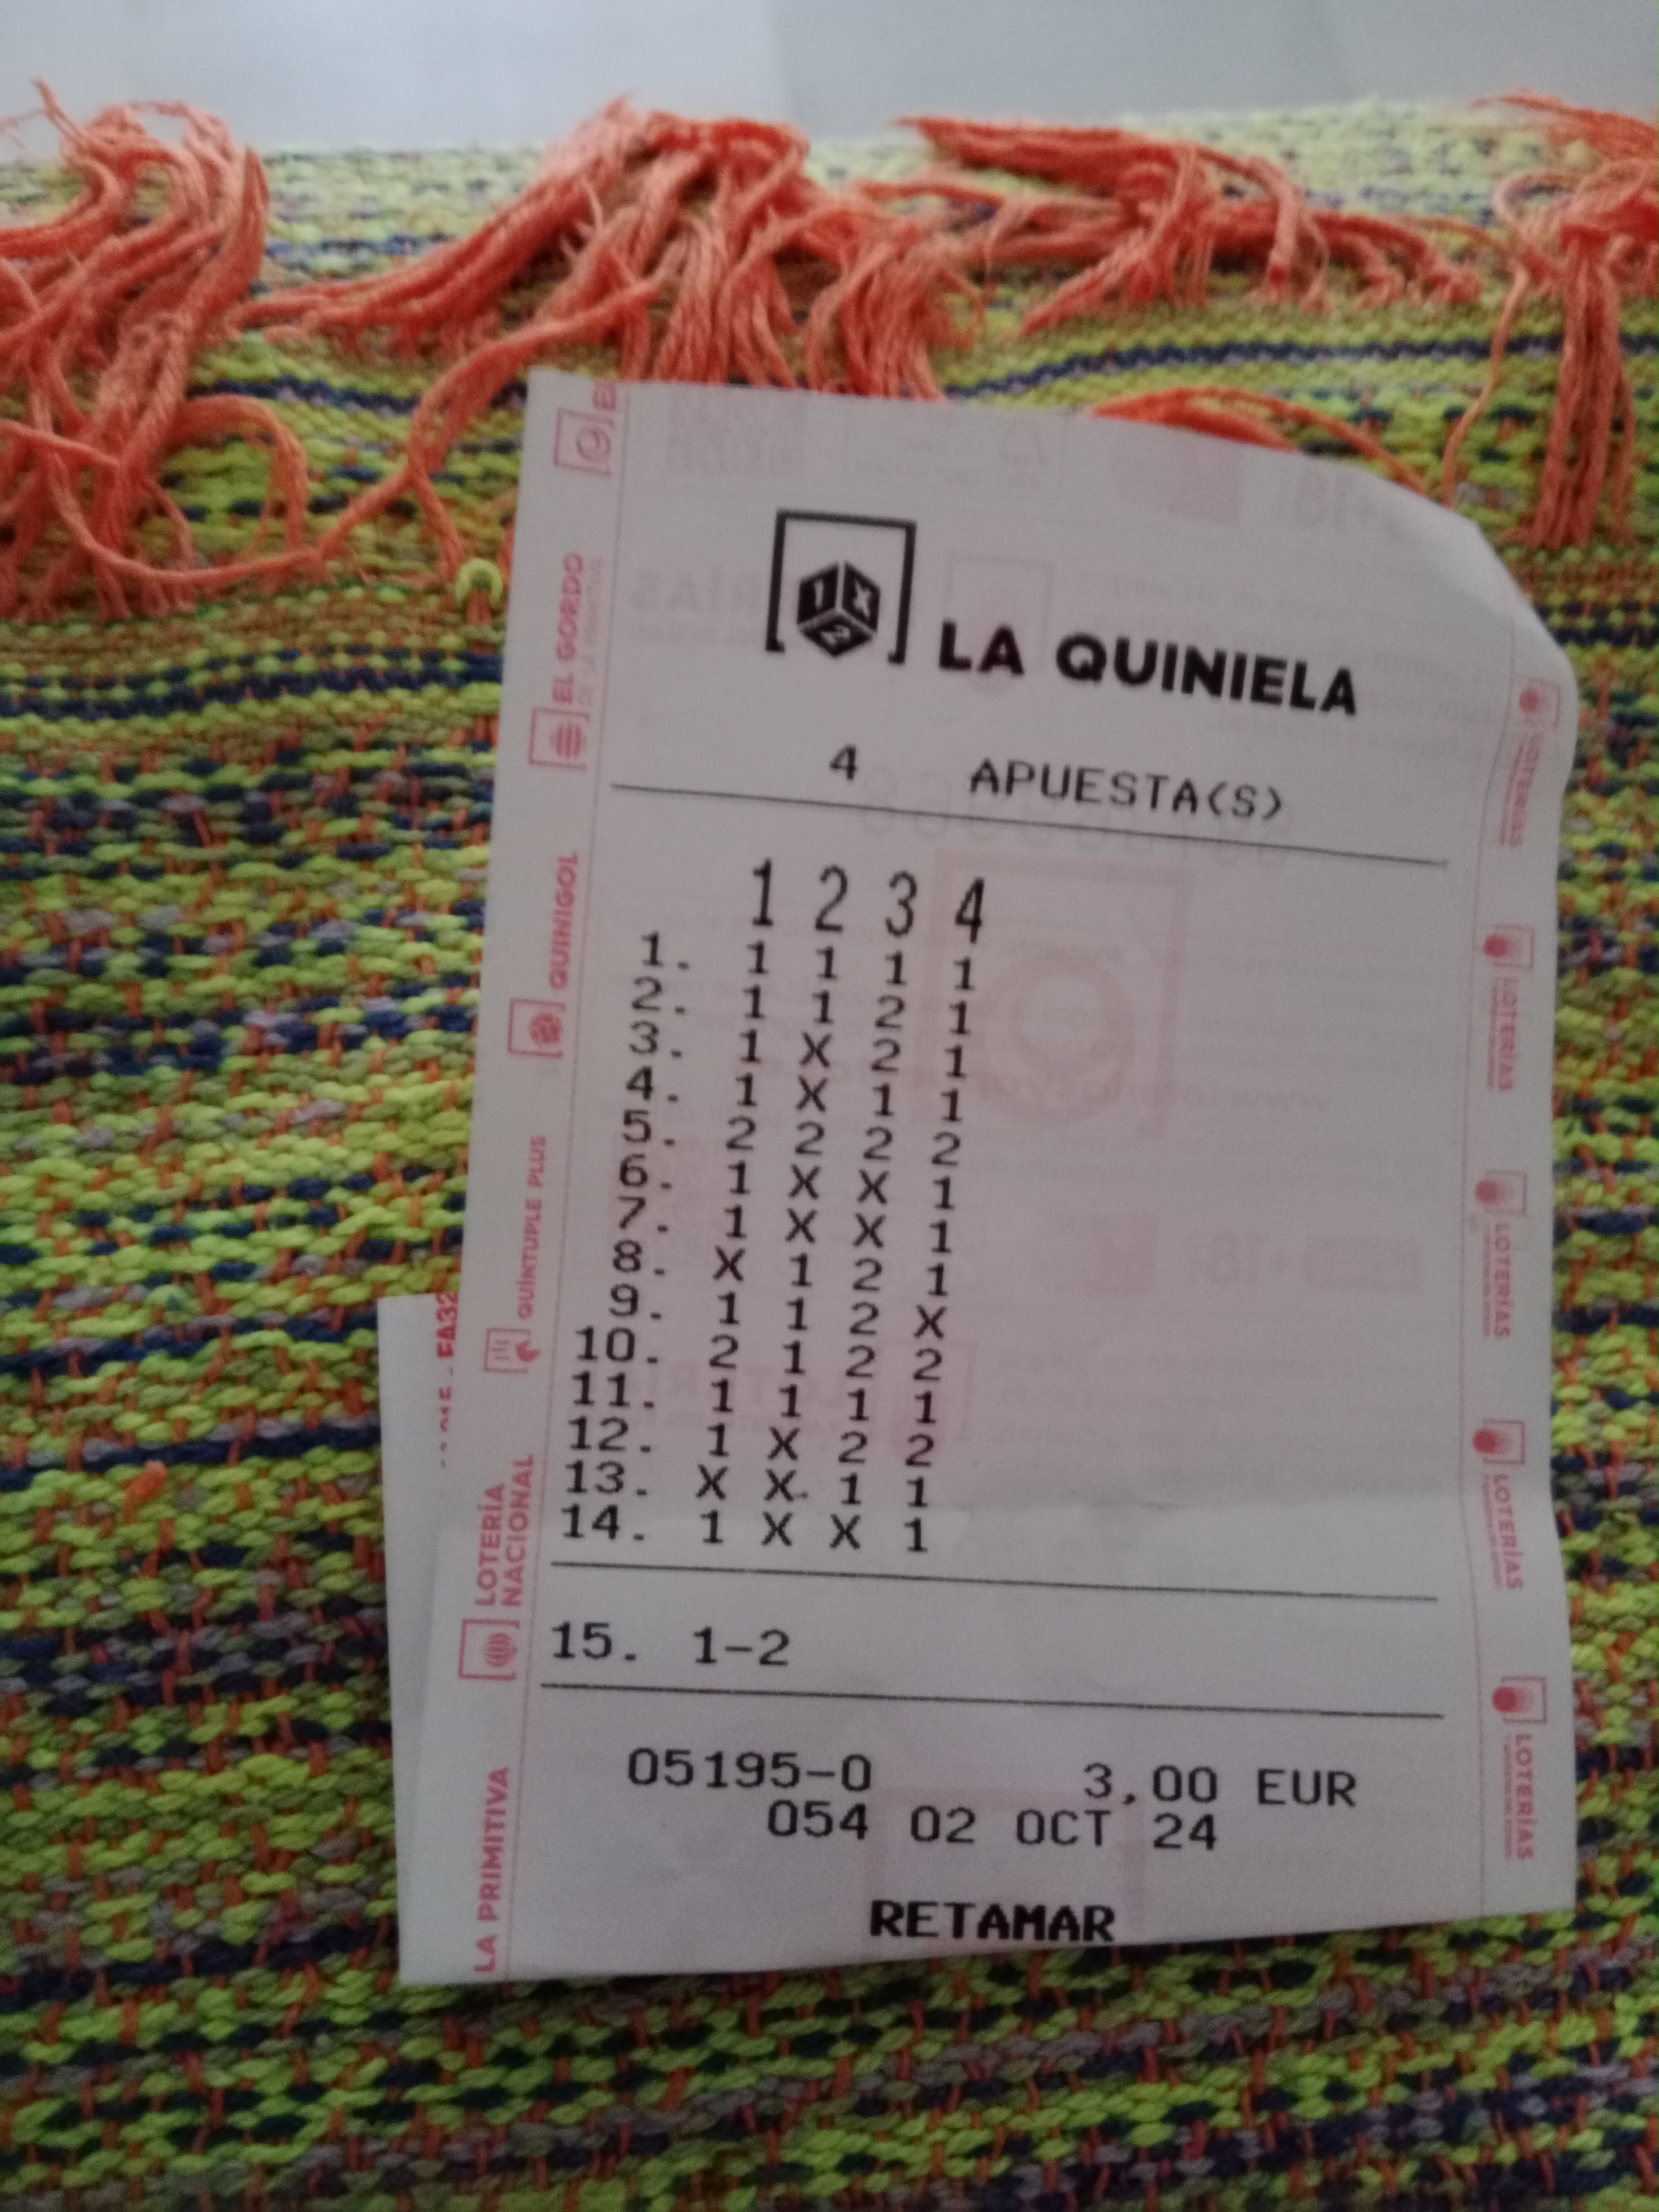 LA QUINIELA
4 APUESTA(S)
1 2 3 4
1. 1 1 1 1
2. 1 1 2 1
3. 1 X 2 1
4. 1 X 1 1
5. 2 2 2 2
6. 1 X X 1
7. 1 X X 1
8. X 1 2 1
9. 1 1 2 X
10. 2 1 2 2
11. 1 1 1 1
12. 1 X 2 2
13. X X 1 1
14. 1 X X 1
15. 1-2
05195-0 3,00 EUR
054 02 OCT 24
RETAMAR
EL GORDO
DE LA PRIMITIVA
QUINIGOL
QUÍNTUPLE PLUS
LOTERÍA
NACIONAL
LA PRIMITIVA
LOTERÍAS
LOTERÍAS
LOTERÍAS
LOTERÍAS
LOTERÍAS